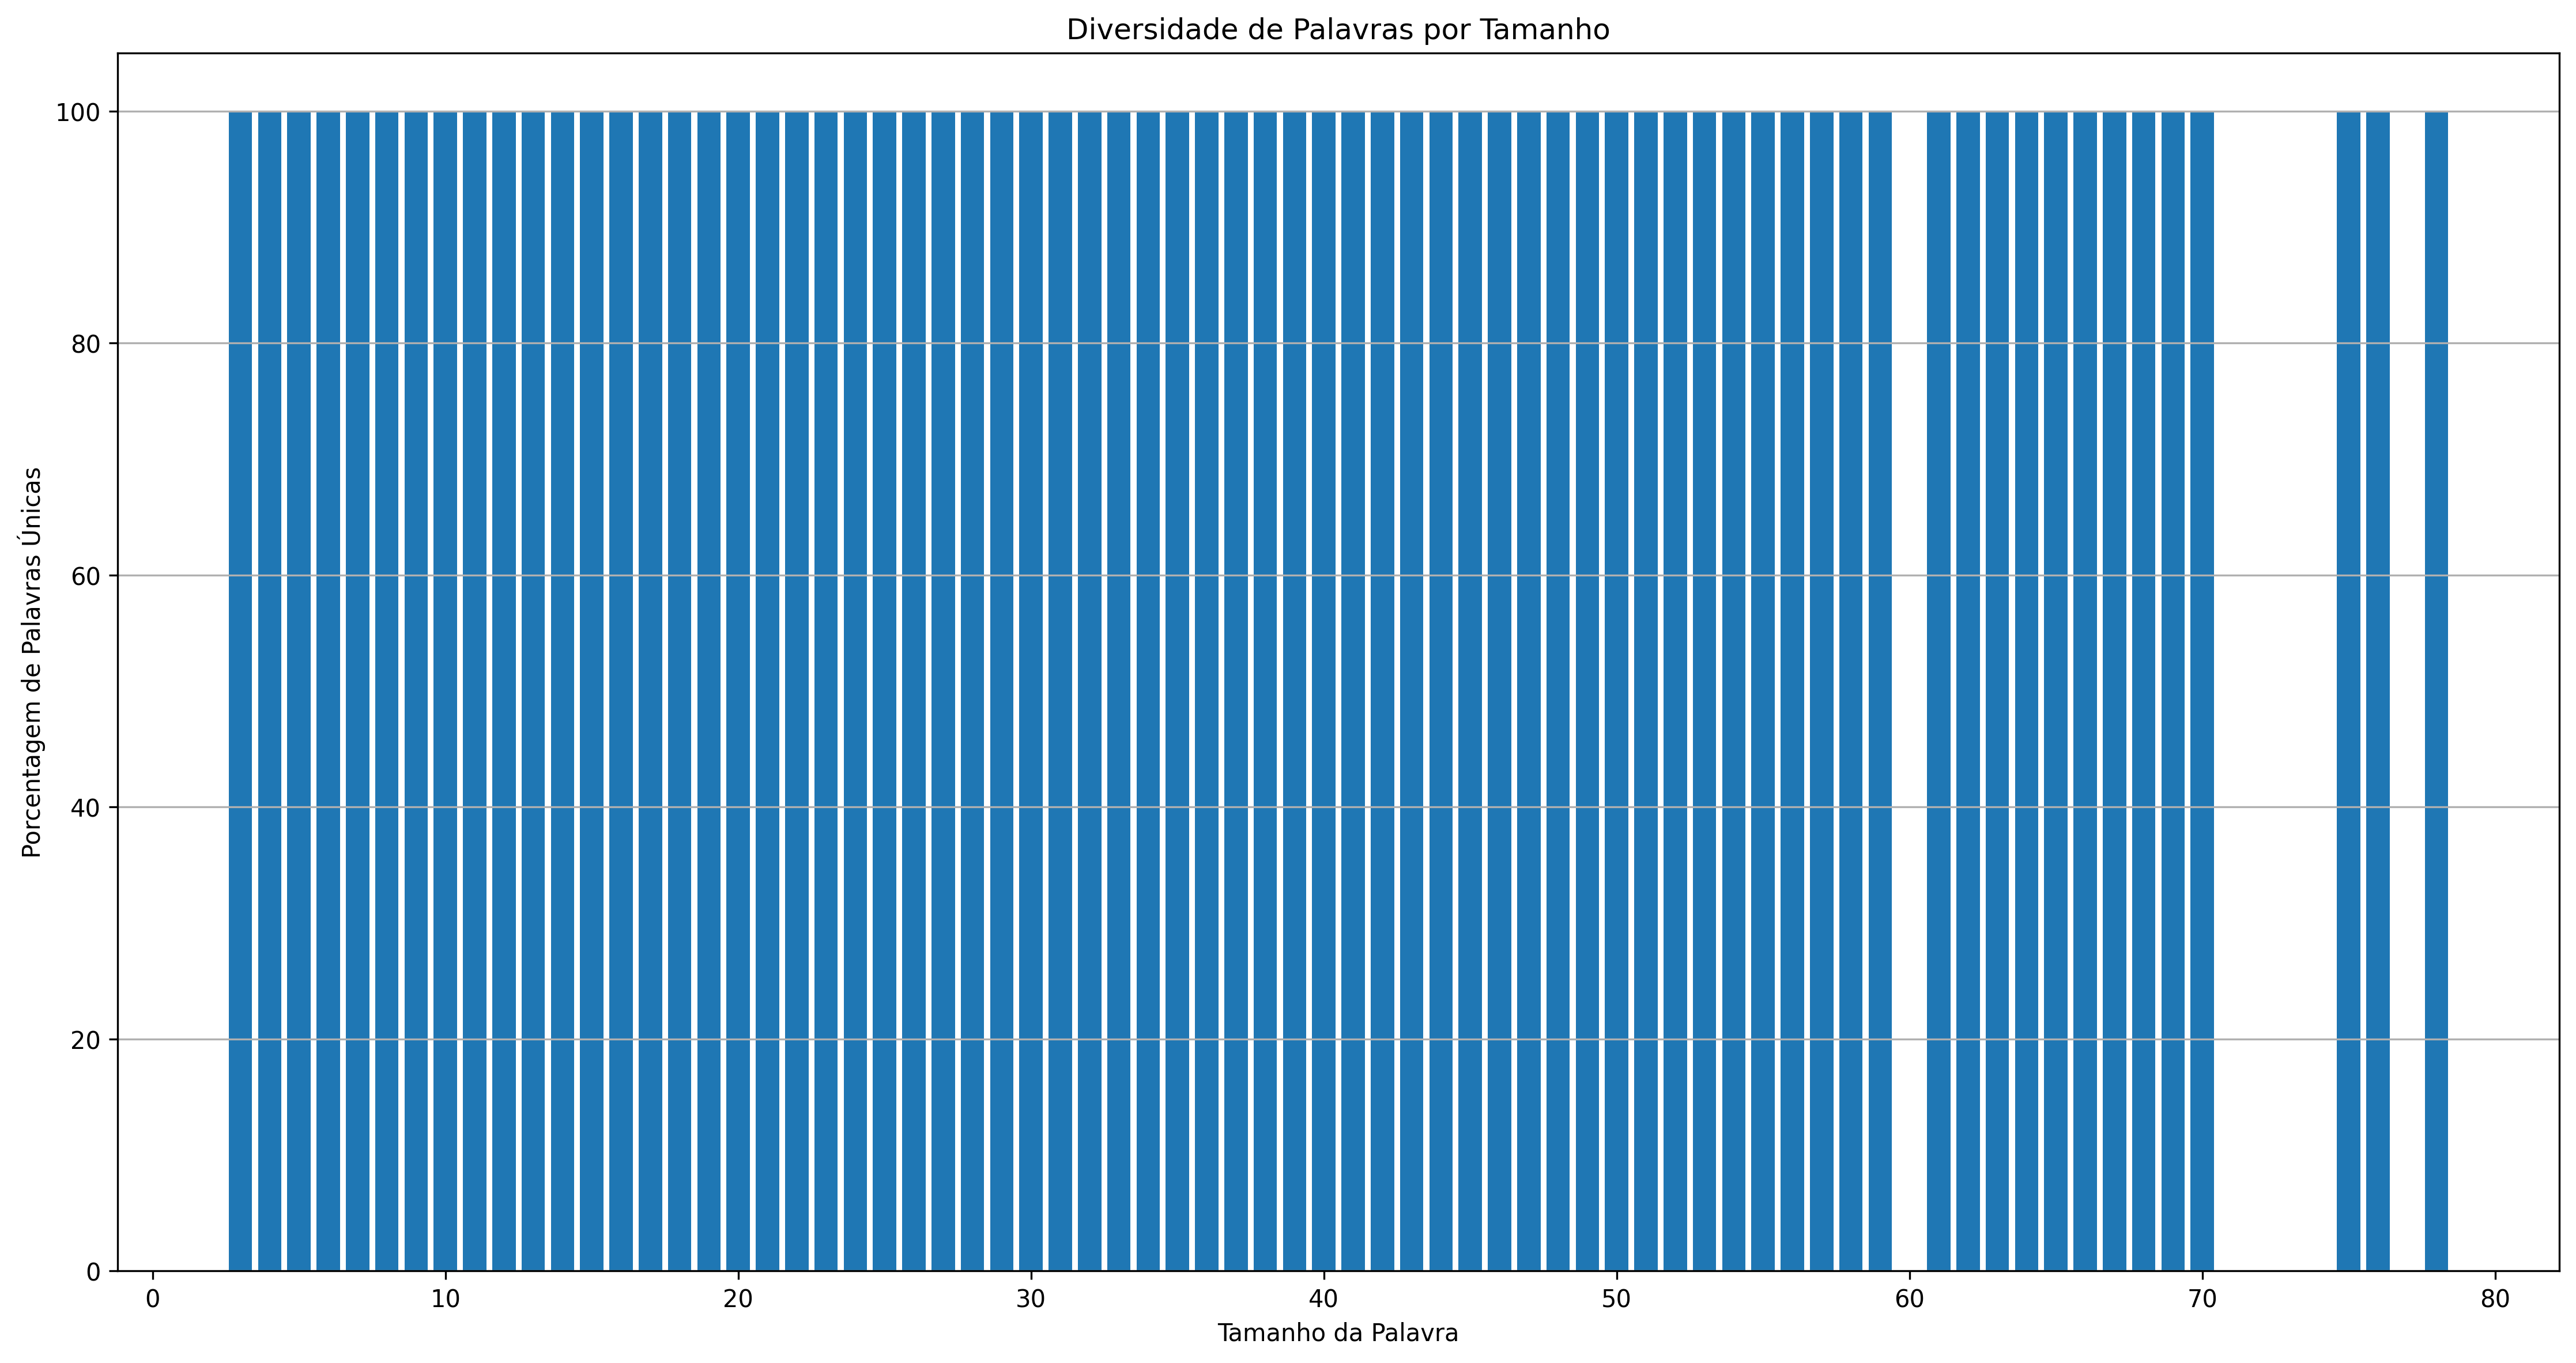 Diversidade de Palavras por Tamanho
Porcentagem de Palavras Únicas
100
80
60
40
20
0
0 10 20 30 40 50 60 70 80
Tamanho da Palavra